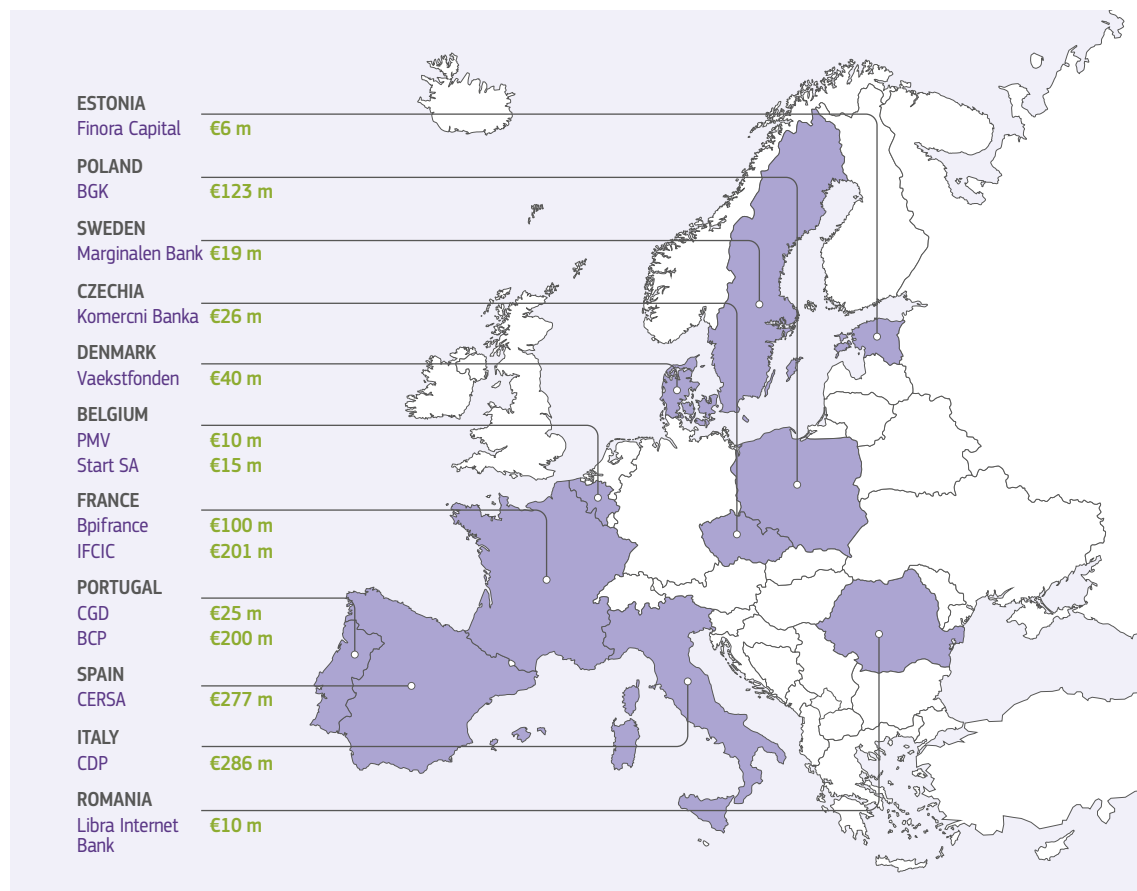 ESTONIA
Finora Capital €6 m
POLAND
BGK €123 m
SWEDEN
Marginalen Bank €19 m
CZECHIA
Komercni Banka €26 m
DENMARK
Vaekstfonden €40 m
BELGIUM
PMV €10 m
Start SA €15 m
FRANCE
Bpifrance €100 m
IFCIC €201 m
PORTUGAL
CGD €25 m
BCP €200 m
SPAIN
CERSA €277 m
ITALY
CDP €286 m
ROMANIA
Libra Internet €10 m
Bank